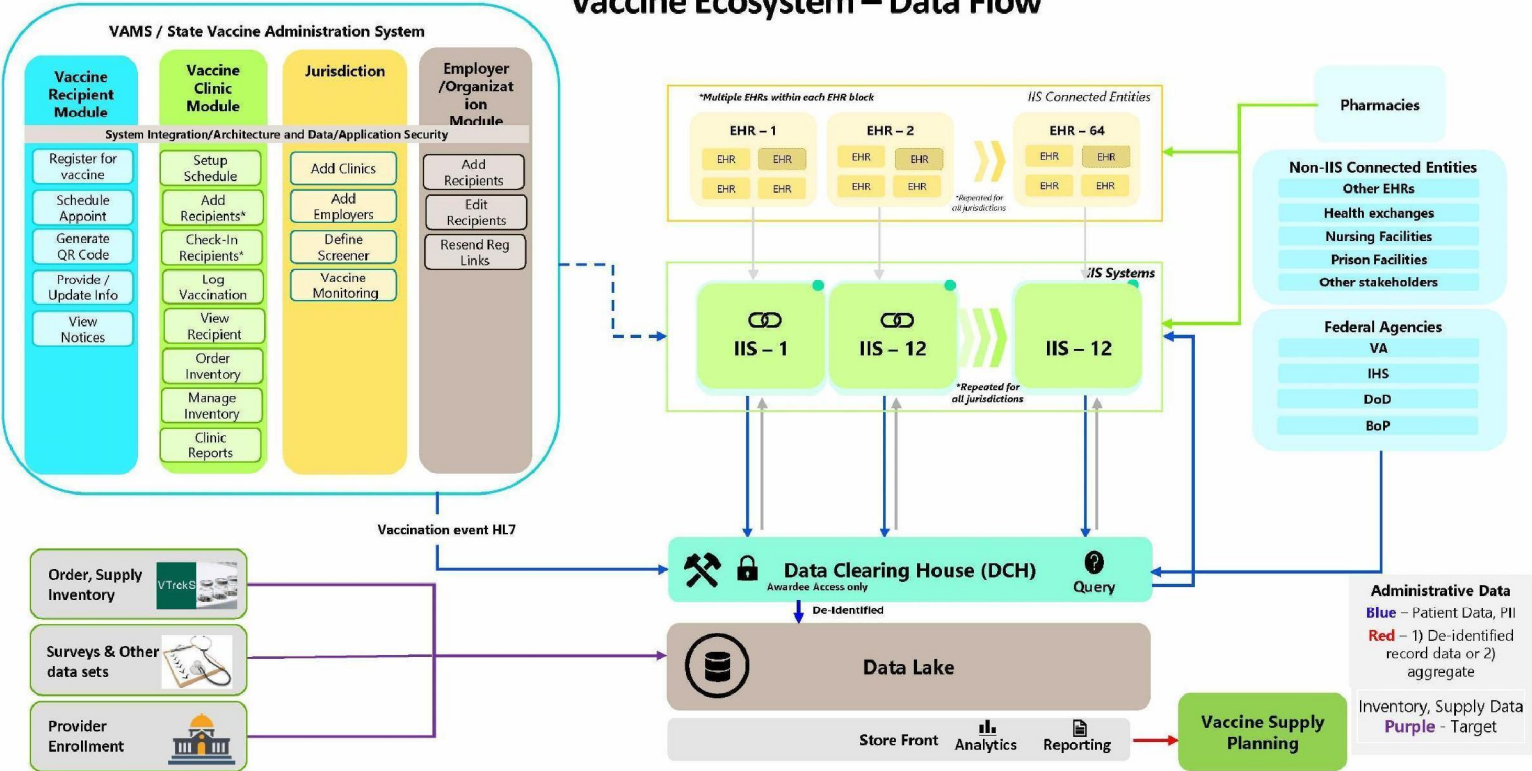 Vaccine Ecosystem – Data Flow
VAMS / State Vaccine Administration System
Vaccine
Recipient
Module
Vaccine
Clinic
Module
Jurisdiction
Employer
/Organizat
ion
Module
System Integration/Architecture and Data/Application Security
Register for
vaccine
Schedule
Appoint
Generate
QR Code
Provide /
Update Info
View
Notices
Setup
Schedule
Add
Recipients*
Check-In
Recipients*
Log
Vaccination
View
Recipient
Order
Inventory
Manage
Inventory
Clinic
Reports
Add Clinics
Add
Employers
Define
Screener
Vaccine
Monitoring
Add
Recipients
Edit
Recipients
Resend Reg
Links
*Multiple EHRs within each EHR block
IIS Connected Entities
EHR – 1
EHR
EHR
EHR
EHR
EHR – 2
EHR
EHR
EHR
EHR
*Repeated for
all jurisdictions
EHR – 64
EHR
EHR
EHR
EHR
IIS Systems
IIS – 1
IIS – 12
IIS – 12
*Repeated for
all jurisdictions
Pharmacies
Non-IIS Connected Entities
Other EHRs
Health exchanges
Nursing Facilities
Prison Facilities
Other stakeholders
Federal Agencies
VA
IHS
DoD
BoP
Vaccination event HL7
Data Clearing House (DCH)
Awardee Access only
Query
De-Identified
Order, Supply
Inventory
VTrckS
Surveys & Other
data sets
Provider
Enrollment
Data Lake
Store Front
Analytics
Reporting
Vaccine Supply
Planning
Administrative Data
Blue – Patient Data, PII
Red – 1) De-identified
record data or 2)
aggregate
Inventory, Supply Data
Purple - Target